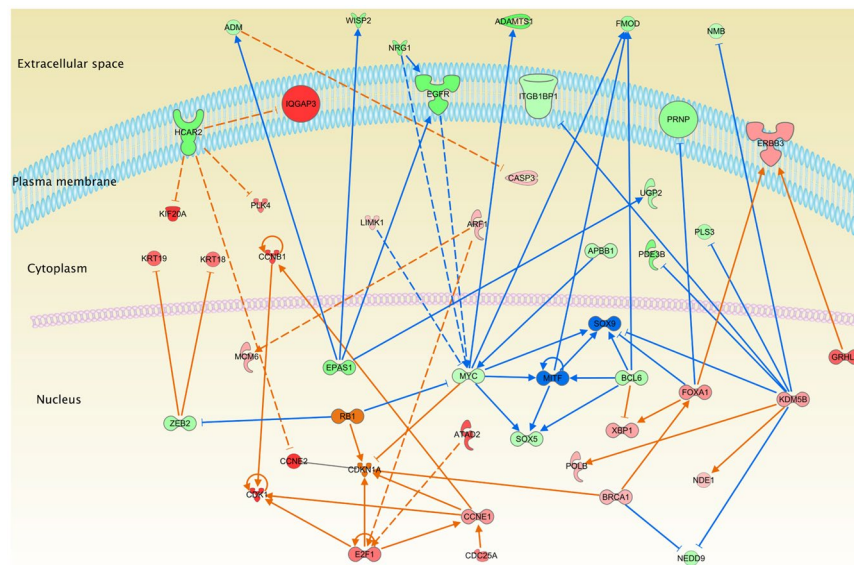 ADM
WISP2
NRG1
ADAMTS1
FMOD
NMB
Extracellular space
EGFR
ITGB1BP1
IQGAP3
PRNP
HCAR2
ERBB3
Plasma membrane
CASP3
KIF20A
PLK4
LIMK1
ARF1
UGP2
PLS3
KRT19
KRT18
CCNB1
APBB1
PDE3B
Cytoplasm
SOX9
MCM6
EPAS1
MYC
MITF
BCL6
GRHL
FOXA1
KDM5B
Nucleus
ZEB2
RB1
ATAD2
SOX5
XBP1
CCNE2
CDKN1A
POLB
NDE1
CDK1
BRCA1
CCNE1
E2F1
CDC25A
NEDD9